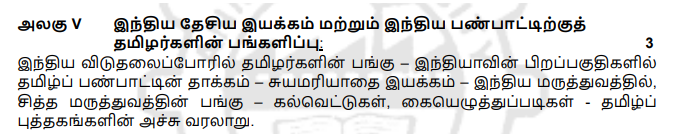 அலகு V இந்திய தேசிய இயக்கம் மற்றும் இந்திய பண்பாட்டிற்குத்
தமிழர்களின் பங்களிப்பு: 3
இந்திய விடுதலைப்போரில் தமிழர்களின் பங்கு – இந்தியாவின் பிறப்பகுதிகளில்
தமிழ்ப் பண்பாட்டின் தாக்கம் – சுயமரியாதை இயக்கம் – இந்திய மருத்துவத்தில்,
சித்த மருத்துவத்தின் பங்கு – கல்வெட்டுகள், கையெழுத்துப்படிகள் - தமிழ்ப்
புத்தகங்களின் அச்சு வரலாறு.